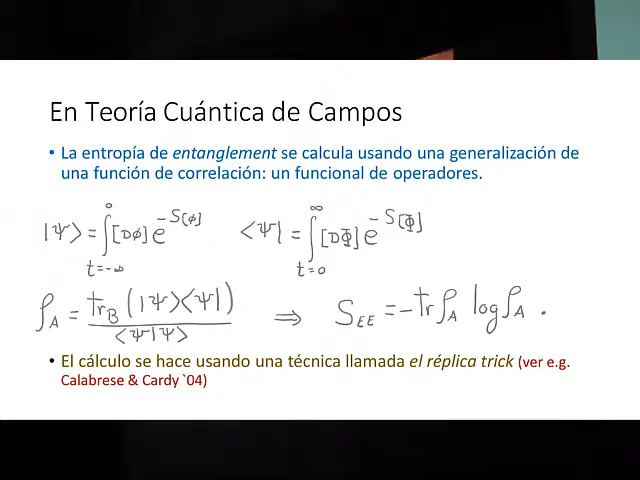 En Teoría Cuántica de Campos
• La entropía de entanglement se calcula usando una generalización de
una función de correlación: un funcional de operadores.
|Ψ> = ∫_{t=-∞}^{0} [Dϕ] e^{-S[ϕ]}   <Ψ| = ∫_{t=0}^{∞} [DΦ] e^{-S[Φ]}
ρ_A = tr_B (|Ψ><Ψ|) / <Ψ|Ψ>  ⇒  S_EE = - tr ρ_A log ρ_A .
• El cálculo se hace usando una técnica llamada el réplica trick (ver e.g.
Calabrese & Cardy `04)